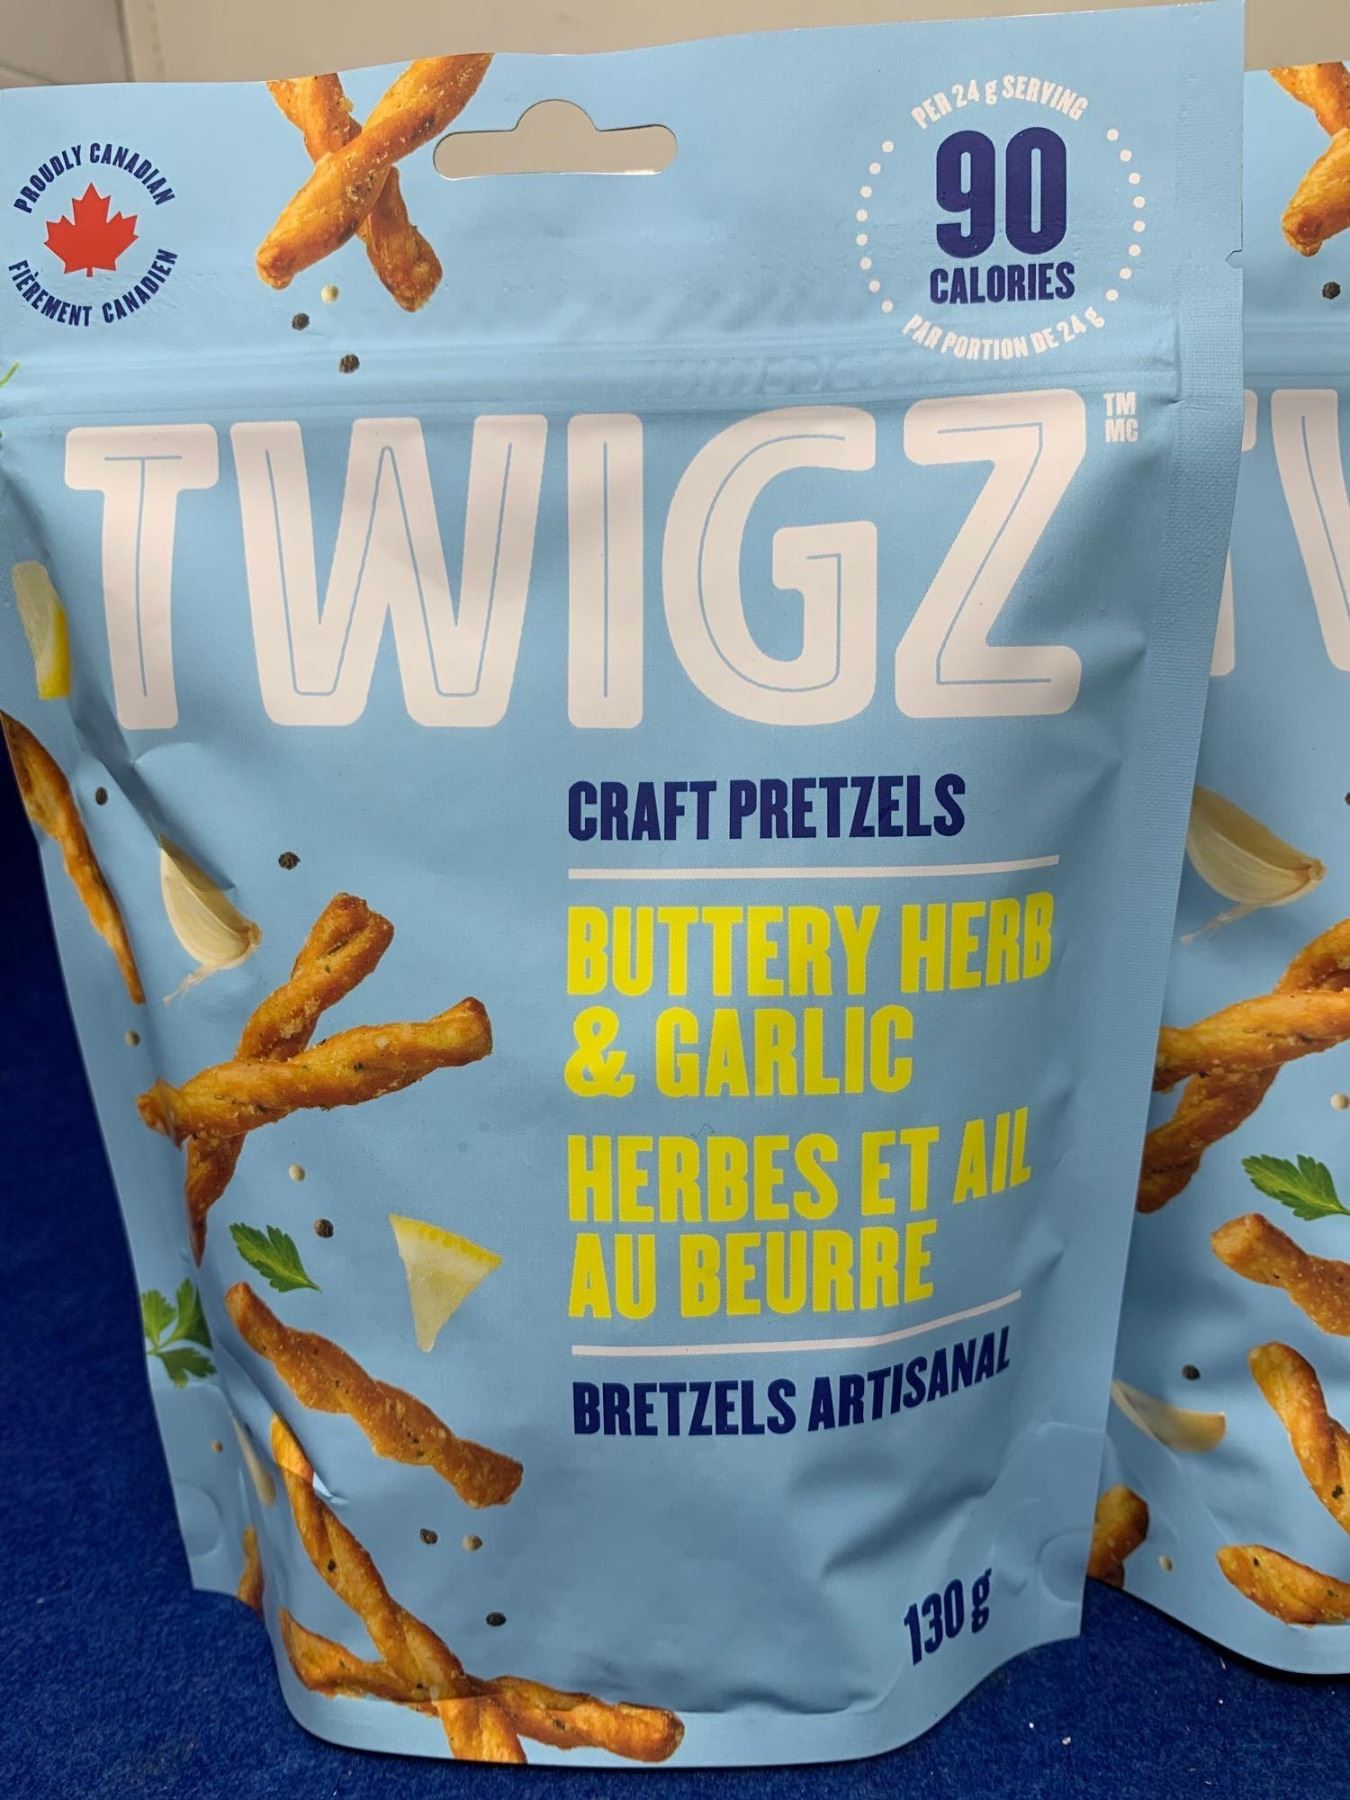 PROUDLY CANADIAN
FIÈREMENT CANADIEN
PER 24 g SERVING
90
CALORIES
PAR PORTION DE 24 g
TWIGZ
TM
MC
CRAFT PRETZELS
BUTTERY HERB
& GARLIC
HERBES ET AIL
AU BEURRE
BRETZELS ARTISANAL
130 g